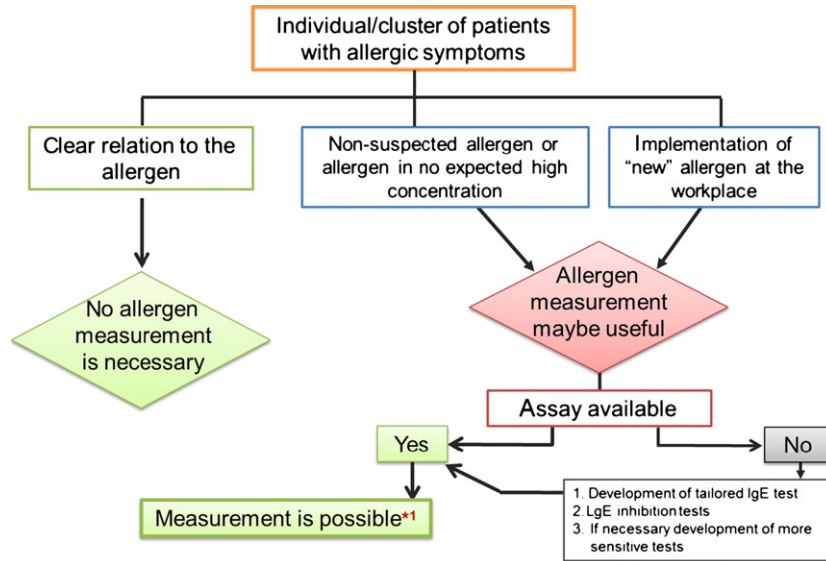 Individual/cluster of patients
with allergic symptoms
Clear relation to the
allergen
Non-suspected allergen or
allergen in no expected high
concentration
Implementation of
“new” allergen at the
workplace
No allergen
measurement
is necessary
Allergen
measurement
maybe useful
Assay available
Yes
No
Measurement is possible*1
1. Development of tailored IgE test
2. LgE inhibition tests
3. If necessary development of more
sensitive tests